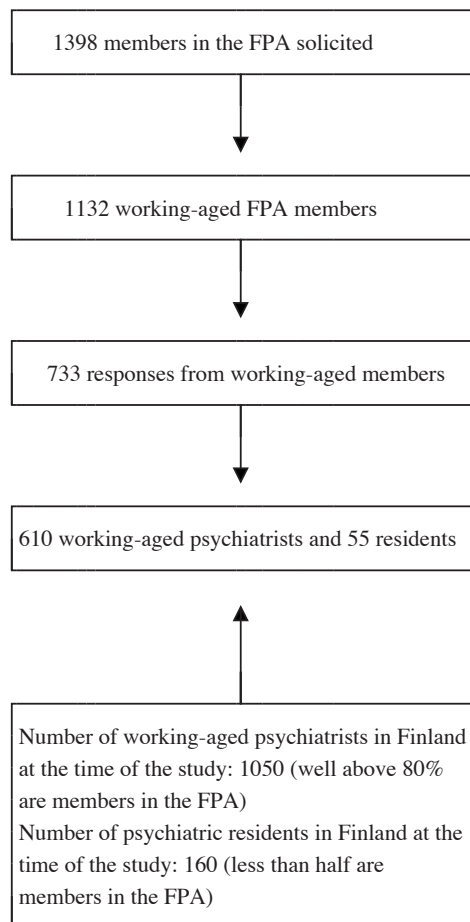 1398 members in the FPA solicited
1132 working-aged FPA members
733 responses from working-aged members
610 working-aged psychiatrists and 55 residents
Number of working-aged psychiatrists in Finland
at the time of the study: 1050 (well above 80%
are members in the FPA)
Number of psychiatric residents in Finland at the
time of the study: 160 (less than half are
members in the FPA)